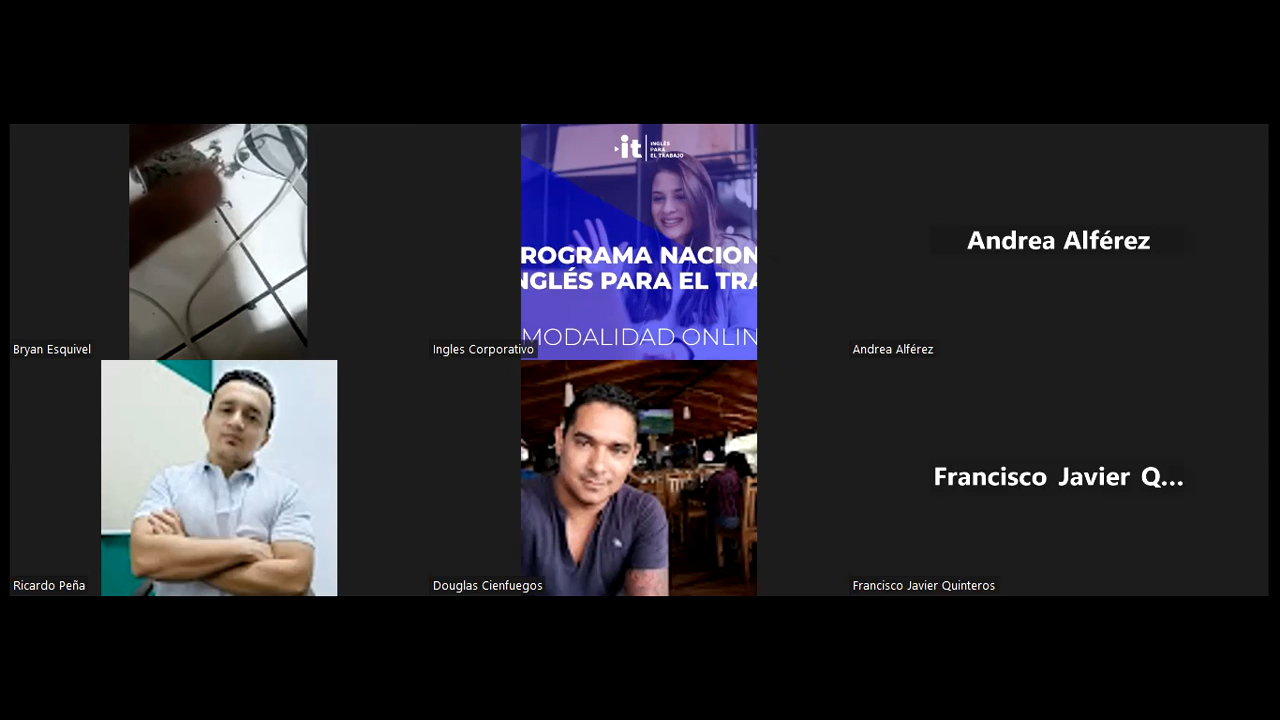 it
INGLÉS
PARA
EL TRABAJO
ROGRAMA NACION
NGLÉS PARA EL TRA
MODALIDAD ONLIN
Andrea Alférez
Bryan Esquivel
Ingles Corporativo
Andrea Alférez
Francisco Javier Q...
Ricardo Peña
Douglas Cienfuegos
Francisco Javier Quinteros